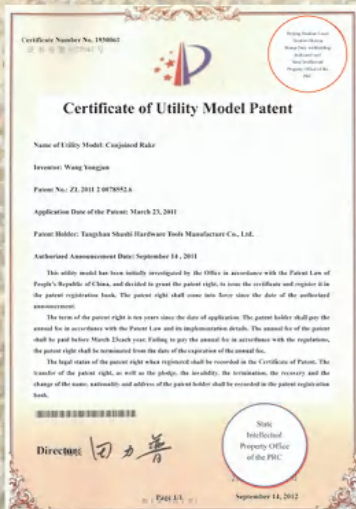 Certificate Number No. 1950061
Certificate of Utility Model Patent
Name of Utility Model: Conjoined Rake
Inventor: Wang Yongjun
Patent No.: ZL 2011 2 0078552.6
Application Date of the Patent: March 23, 2011
Patent Holder: Tangshan Shushi Hardware Tools Manufacture Co., Ltd.
Authorized Announcement Date: September 14, 2011
This utility model has been initially investigated by the Office in accordance with the Patent Law of
People's Republic of China, and decided to grant the patent right, to issue the certificate and register it in
the patent registration book. The patent right shall come into force since the date of the authorized
announcement.
The term of the patent right is ten years since the date of application. The patent holder shall pay the
annual fee in accordance with the Patent Law and its implementation details. The annual fee of the patent
shall be paid before March 23each year. Failing to pay the annual fee in accordance with the regulations,
the patent right shall be terminated from the date of the expiration of the annual fee.
The legal status of the patent right when registered shall be recorded in the Certificate of Patent. The
transfer of the patent right, as well as the pledge, the invalidity, the termination, the recovery and the
change of the name, nationality and address of the patent holder shall be recorded in the patent registration
book.
State
Intellectual
Property Office
of the PRC
Director: 田力普
Page 1/1
September 14, 2012